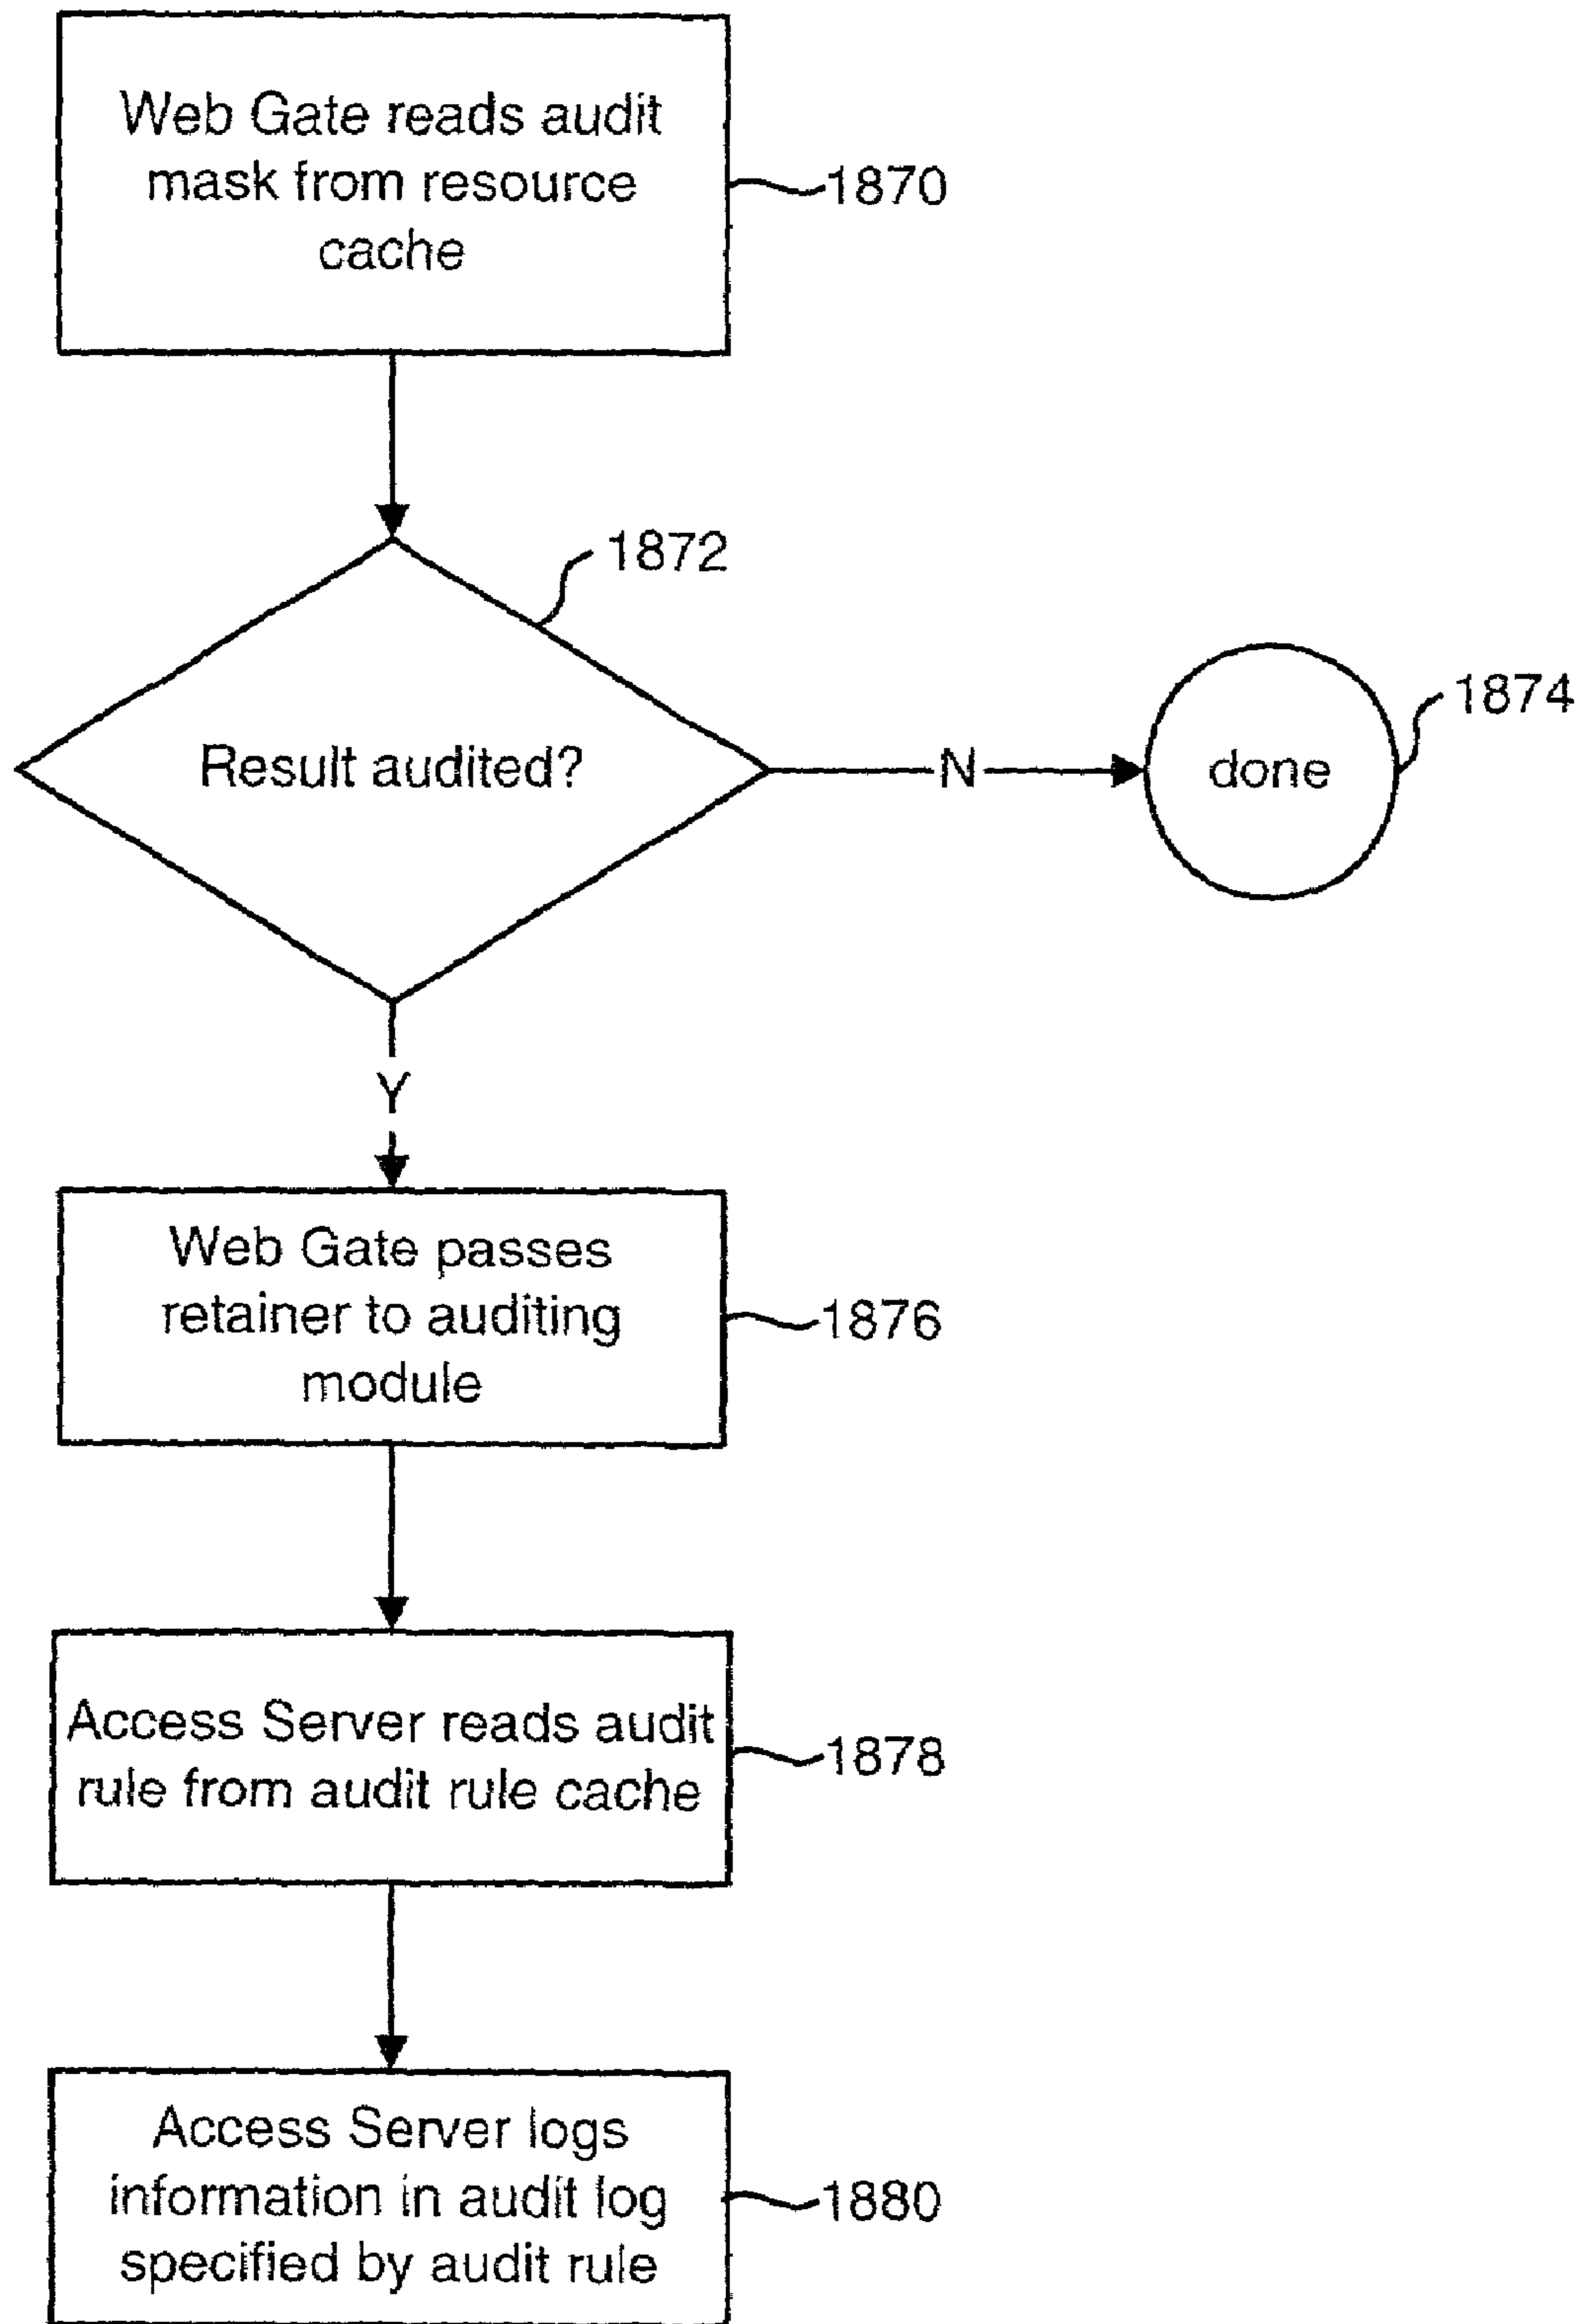 Web Gate reads audit
mask from resource
cache
1870
1872
Result audited?
N
done
1874
Y
Web Gate passes
retainer to auditing
module
1876
Access Server reads audit
rule from audit rule cache
1878
Access Server logs
information in audit log
specified by audit rule
1880